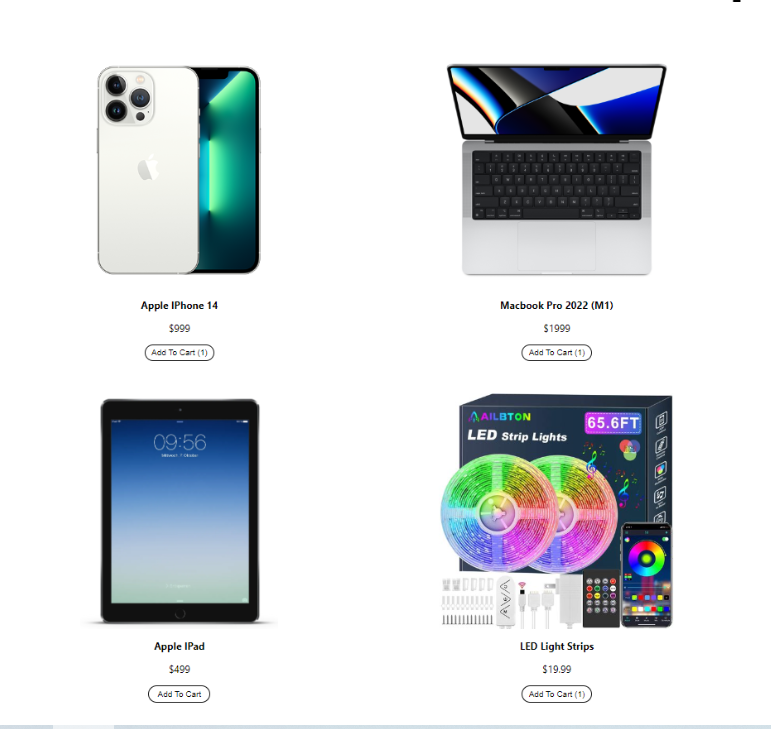 Apple IPhone 14
$999
Add To Cart (1)
Macbook Pro 2022 (M1)
$1999
Add To Cart (1)
09:56
Apple IPad
$499
Add To Cart
AILBTON
65.6FT
LED Strip Lights
LED Light Strips
$19.99
Add To Cart (1)